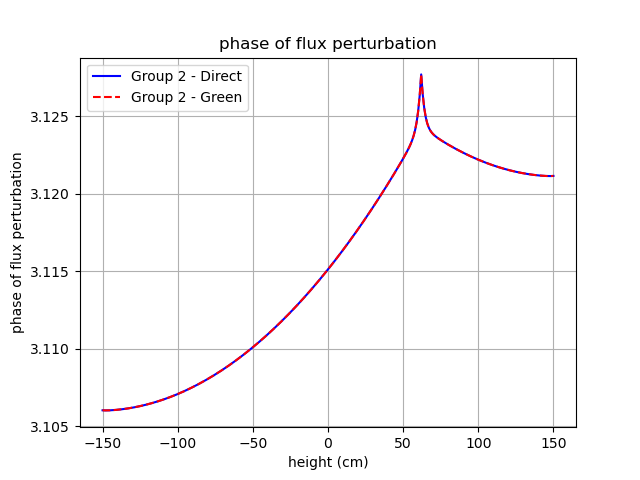 phase of flux perturbation
Group 2 - Direct
Group 2 - Green
phase of flux perturbation
3.125
3.120
3.115
3.110
3.105
−150
−100
−50
0
50
100
150
height (cm)